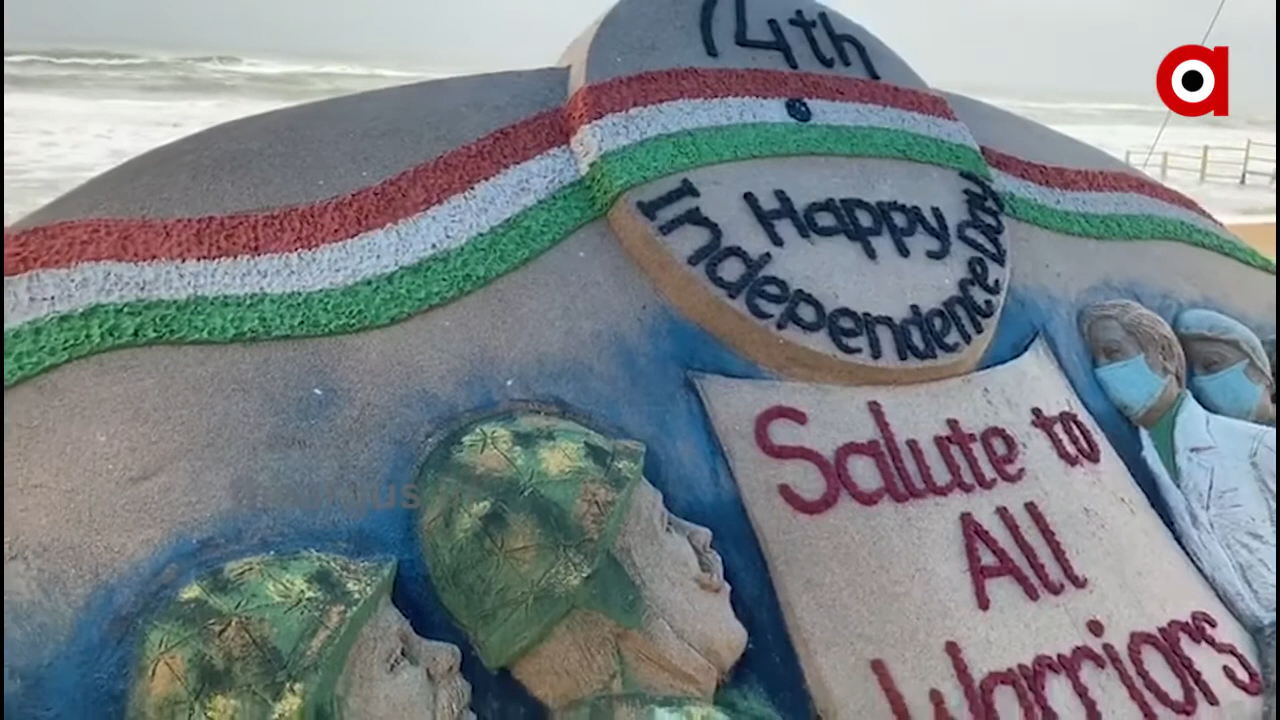 74th
Happy
Independence Day
Salute to
All
Warriors
a